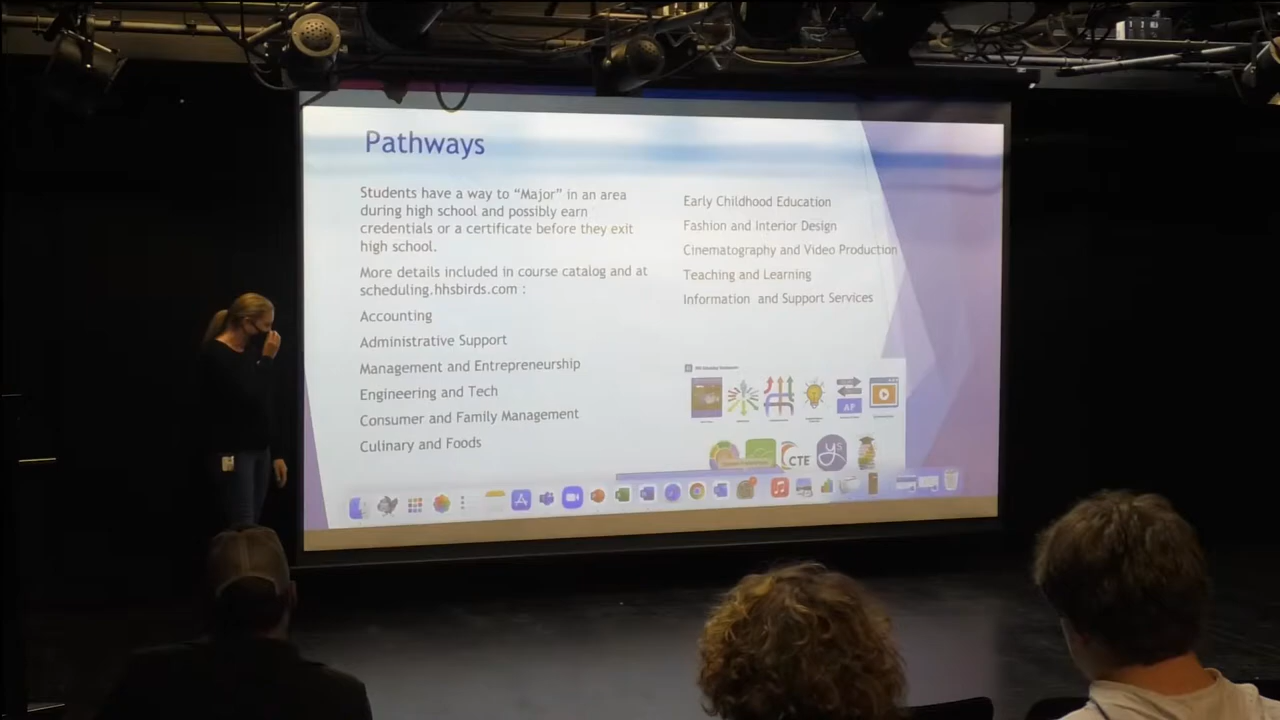 Pathways
Students have a way to “Major” in an area
during high school and possibly earn
credentials or a certificate before they exit
high school.
More details included in course catalog and at
scheduling.hhsbirds.com :
Accounting
Administrative Support
Management and Entrepreneurship
Engineering and Tech
Consumer and Family Management
Culinary and Foods
Early Childhood Education
Fashion and Interior Design
Cinematography and Video Production
Teaching and Learning
Information and Support Services
AP
CTE
ys